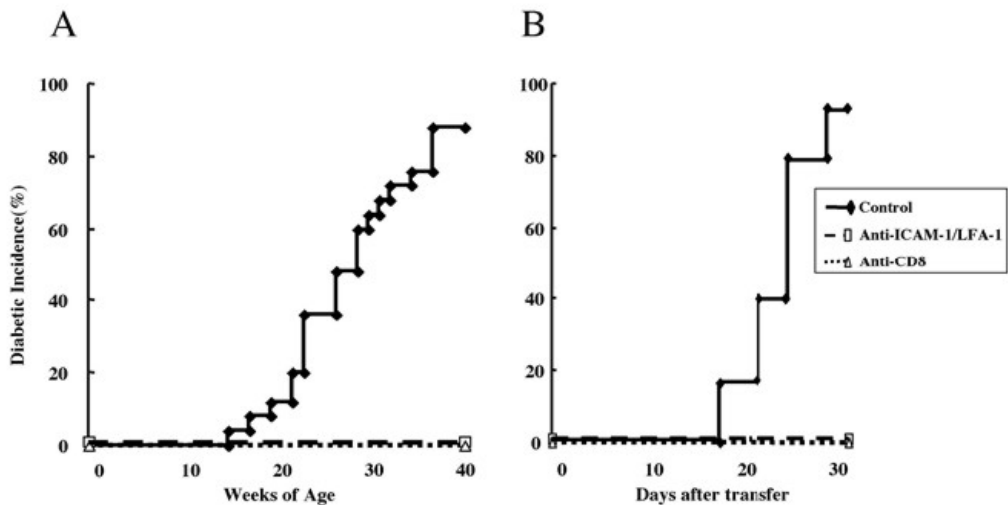 A
B
Diabetic Incidence(%)
100
80
60
40
20
0
0 10 20 30 40
Weeks of Age
100
80
60
40
20
0
0 10 20 30
Days after transfer
Control
Anti-ICAM-1/LFA-1
Anti-CD8